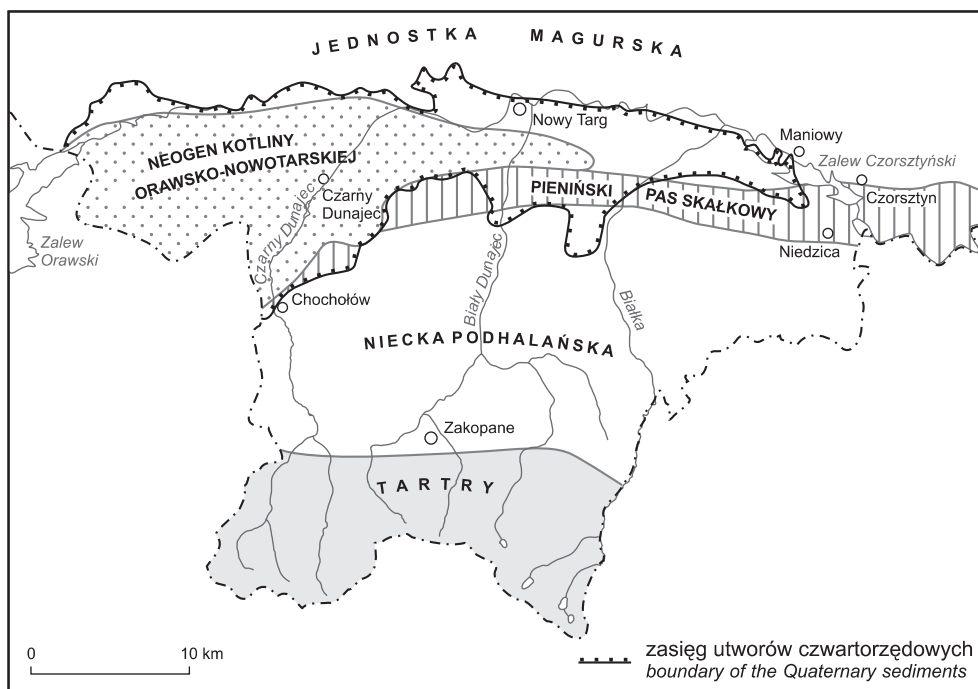 JEDNOSTKA MAGURSKA
Nowy Targ
Maniowy
NEOGEN KOTLINY
ORAWSKO-NOWOTARSKIEJ
Zalew Czorsztyński
Czarny
Dunajec
PIENIŃSKI
PAS SKAŁKOWY
Czorsztyn
Czarny Dunajec
Zalew
Orawski
Niedzica
Biały Dunajec
Chochołów
Białka
NIECKA PODHALAŃSKA
Zakopane
TARTRY
0 10 km
zasięg utworów czwartorzędowych
boundary of the Quaternary sediments